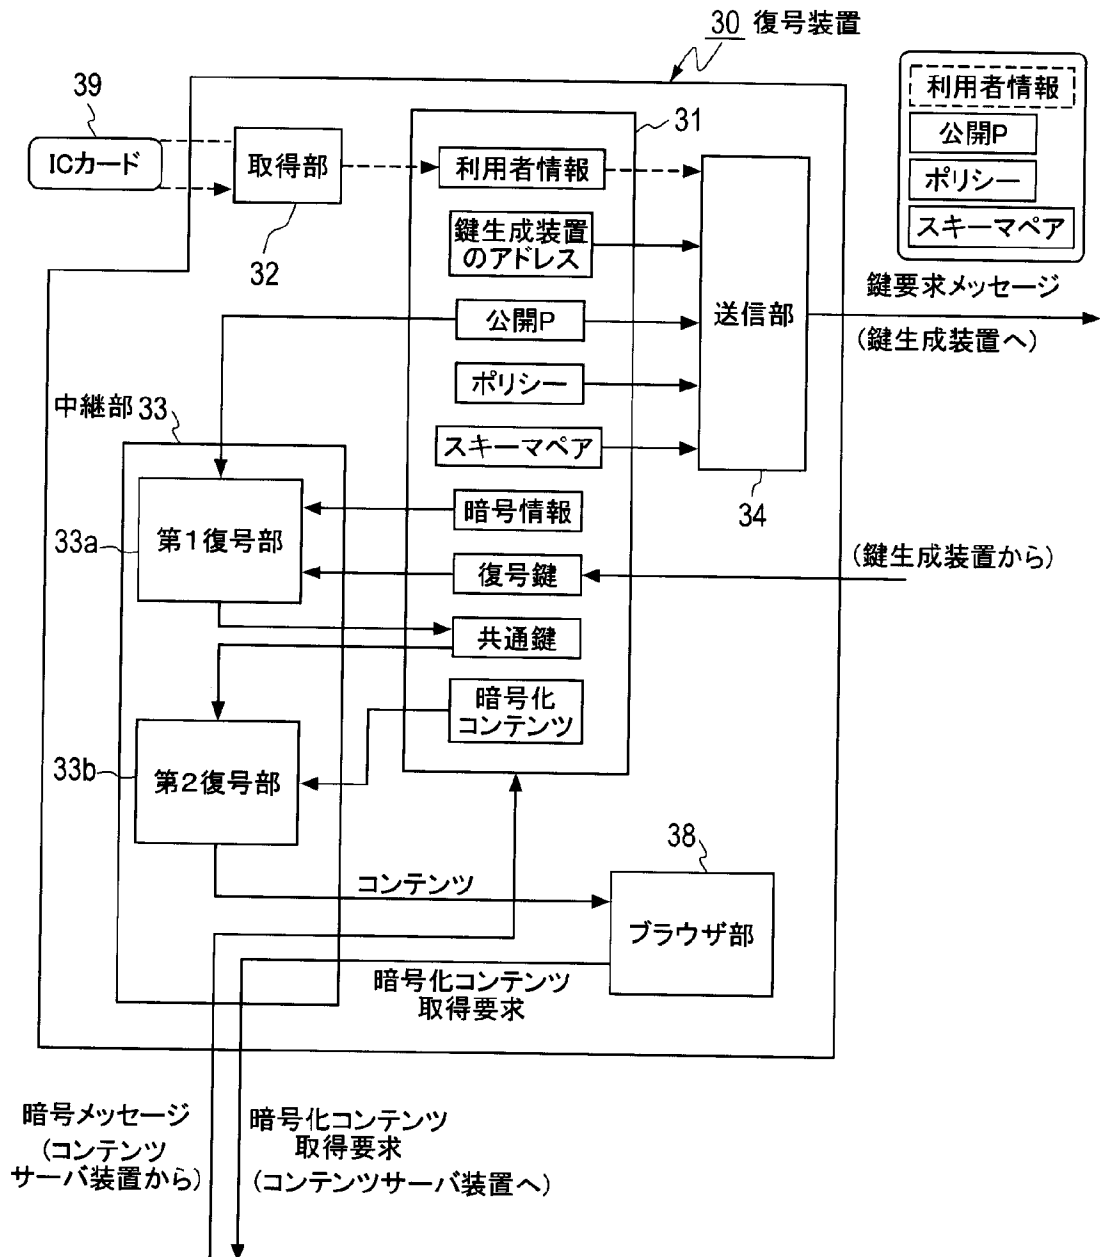 30 復号装置
39
ICカード
取得部
32
31
利用者情報
鍵生成装置
のアドレス
公開P
ポリシー
スキーマペア
暗号情報
復号鍵
共通鍵
暗号化
コンテンツ
送信部
34
利用者情報
公開P
ポリシー
スキーマペア
鍵要求メッセージ
(鍵生成装置へ)
(鍵生成装置から)
中継部 33
第1復号部
33a
第2復号部
33b
コンテンツ
38
ブラウザ部
暗号化コンテンツ
取得要求
暗号メッセージ
(コンテンツ
サーバ装置から)
暗号化コンテンツ
取得要求
(コンテンツサーバ装置へ)